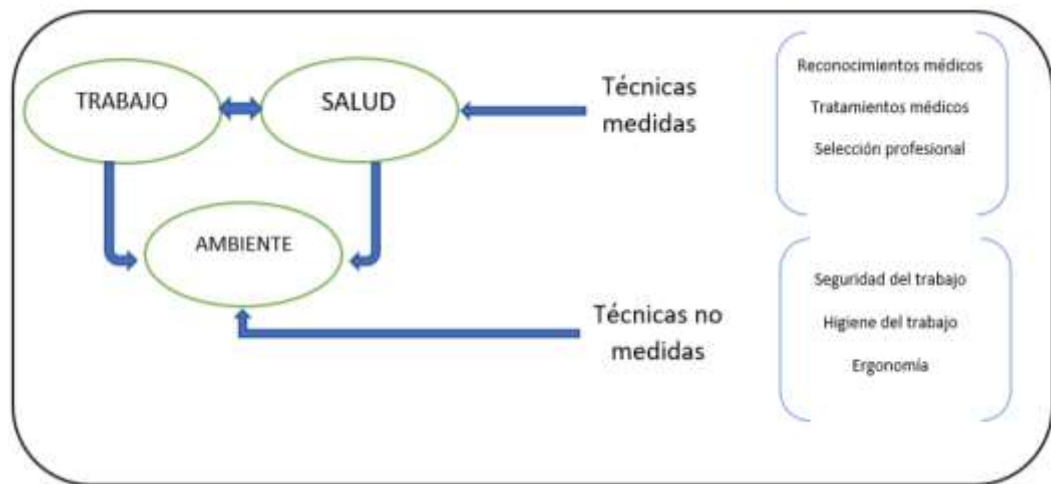 TRABAJO
SALUD
AMBIENTE
Técnicas
medidas
Reconocimientos médicos
Tratamientos médicos
Selección profesional
Técnicas no
medidas
Seguridad del trabajo
Higiene del trabajo
Ergonomía